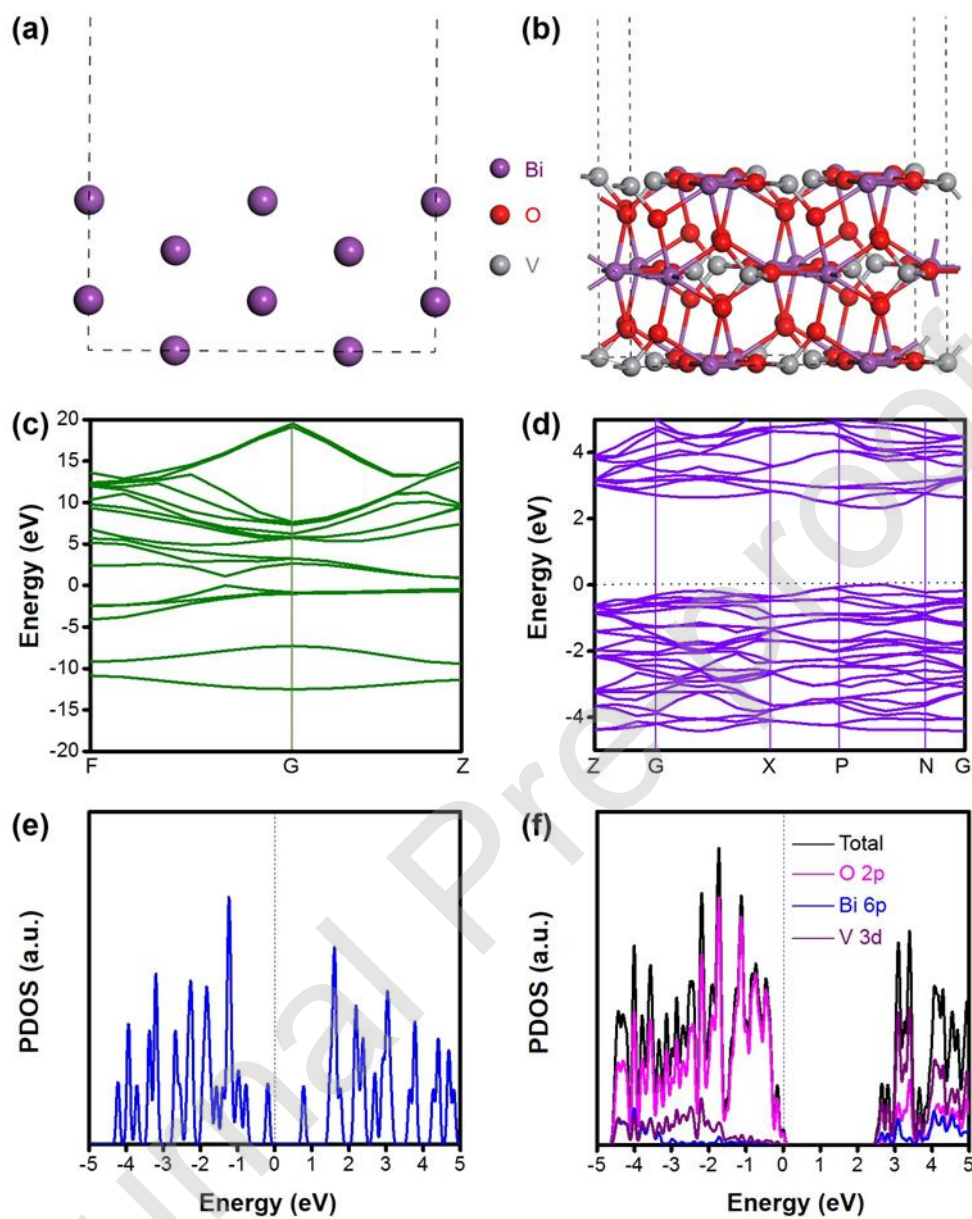 (a)
(b)
Bi
O
V
(c)
20
15
10
5
0
-5
-10
-15
-20
Energy (eV)
F
G
Z
(d)
4
2
0
-2
-4
Energy (eV)
Z
G
X
P
N
G
(e)
PDOS (a.u.)
-5 -4 -3 -2 -1 0 1 2 3 4 5
Energy (eV)
(f)
Total
O 2p
Bi 6p
V 3d
PDOS (a.u.)
-5 -4 -3 -2 -1 0 1 2 3 4 5
Energy (eV)
urnal Preproof